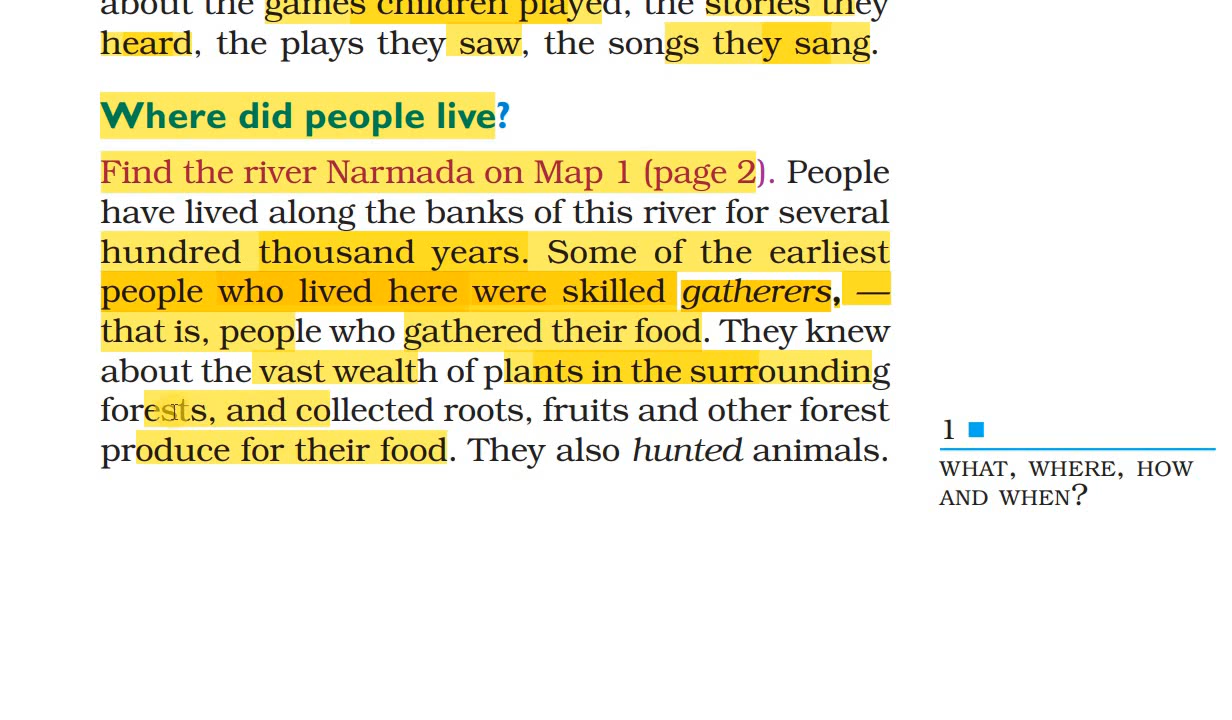 about the games children played, the stories they
heard, the plays they saw, the songs they sang.
Where did people live?
Find the river Narmada on Map 1 (page 2). People
have lived along the banks of this river for several
hundred thousand years. Some of the earliest
people who lived here were skilled gatherers, —
that is, people who gathered their food. They knew
about the vast wealth of plants in the surrounding
forests, and collected roots, fruits and other forest
produce for their food. They also hunted animals.
1
WHAT, WHERE, HOW
AND WHEN?